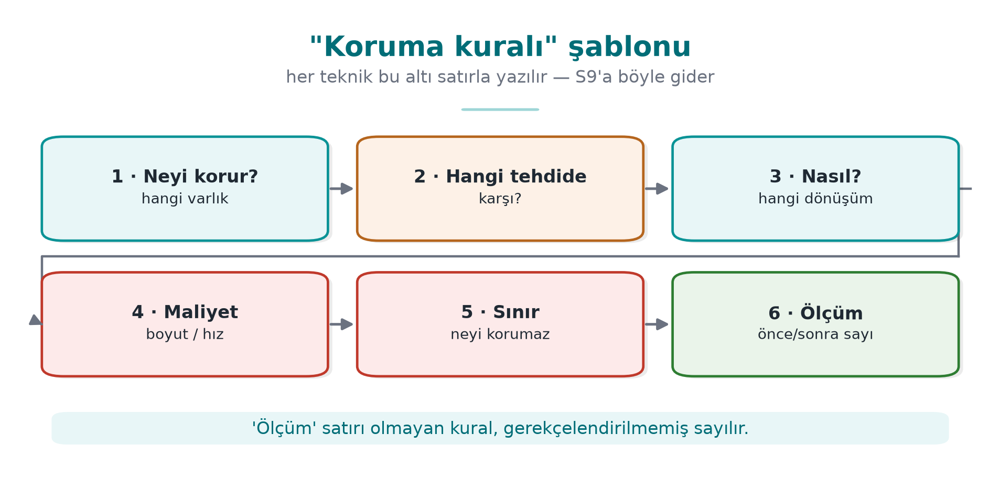 "Koruma kuralı" şablonu
her teknik bu altı satırla yazılır — S9'a böyle gider
1 · Neyi korur?
hangi varlık
2 · Hangi tehdide
karşı?
3 · Nasıl?
hangi dönüşüm
4 · Maliyet
boyut / hız
5 · Sınır
neyi korumaz
6 · Ölçüm
önce/sonra sayı
'Ölçüm' satırı olmayan kural, gerekçelendirilmemiş sayılır.